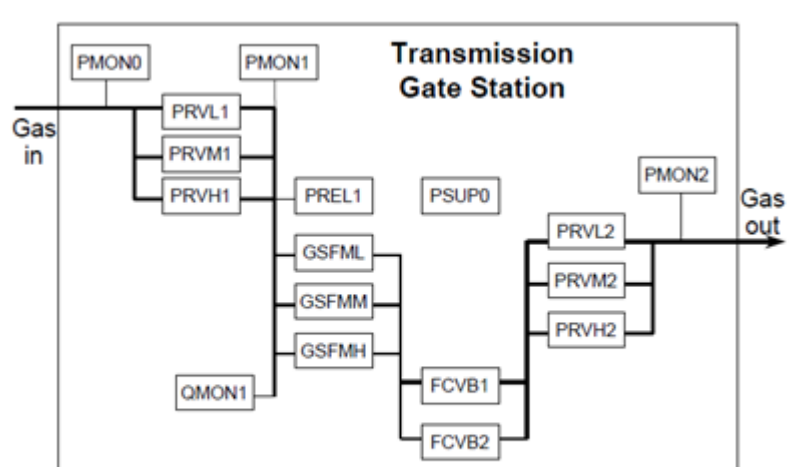 Transmission
Gate Station
PMON0
PMON1
Gas
in
PRVL1
PRVM1
PRVH1
PREL1
PSUP0
PMON2
Gas
out
GSFML
GSFMM
GSFMH
PRVL2
PRVM2
PRVH2
QMON1
FCVB1
FCVB2